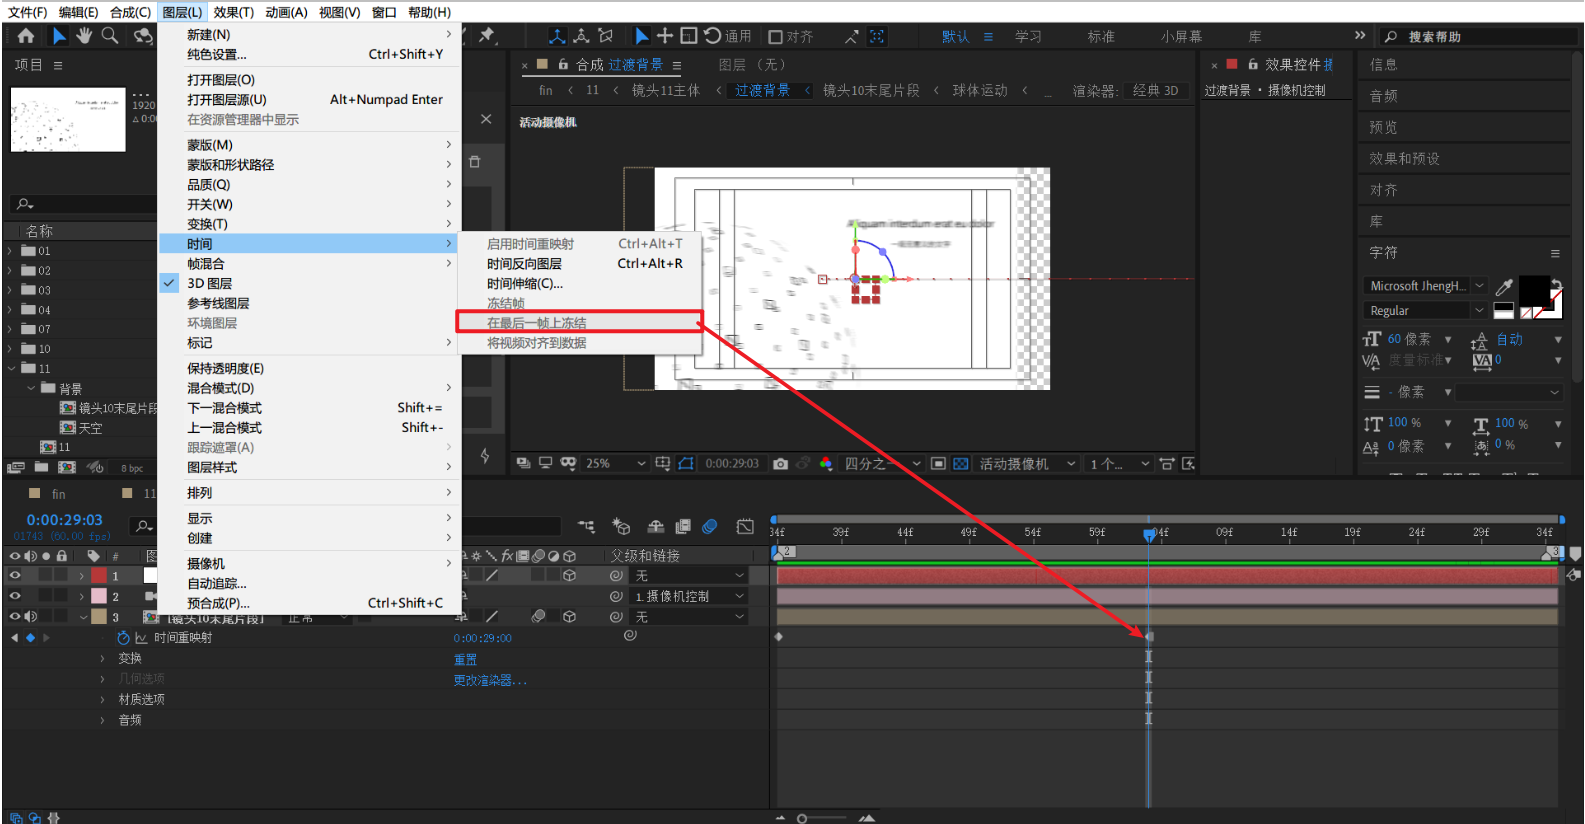 文件(F) 编辑(E) 合成(C) 图层(L) 效果(T) 动画(A) 视图(V) 窗口 帮助(H)
通用 对齐 默认 学习 标准 小屏幕 库 搜索帮助
新建(N)
纯色设置... Ctrl+Shift+Y
打开图层(O)
打开图层源(U) Alt+Numpad Enter
在资源管理器中显示
蒙版(M)
蒙版和形状路径
品质(Q)
开关(W)
变换(T)
时间
帧混合
3D 图层
参考线图层
环境图层
标记
保持透明度(E)
混合模式(D)
下一混合模式 Shift+=
上一混合模式 Shift+-
跟踪遮罩(A)
图层样式
排列
显示
创建
摄像机
自动追踪...
预合成(P)... Ctrl+Shift+C
启用时间重映射 Ctrl+Alt+T
时间反向图层 Ctrl+Alt+R
时间伸缩(C)...
冻结帧
在最后一帧上冻结
将视频对齐到数据
项目
1920
△ 0:00
名称
01
02
03
04
07
10
11
背景
镜头10末尾片段
天空
11
8 bpc
合成 过渡背景 图层 （无）
fin 11 镜头11主体 过渡背景 镜头10末尾片段 球体运动 渲染器: 经典 3D
活动摄像机
Aliquam interdum erat eu dolor
25% 0:00:29:03 四分之一 活动摄像机 1 个...
效果控件
过渡背景 • 摄像机控制
信息
音频
预览
效果和预设
对齐
库
字符
Microsoft JhengH...
Regular
60 像素 自动
度量标准 0
- 像素
100 % 100 %
0 像素 0 %
fin 11
0:00:29:03
01743 (60.00 fps)
# 父级和链接
34f 39f 44f 49f 54f 59f 04f 09f 14f 19f 24f 29f 34f
2 3
1 无
2 1.摄像机控制
3 [镜头10末尾片段] 正常 无
时间重映射 0:00:29:00
变换 重置
几何选项 更改渲染器...
材质选项
音频